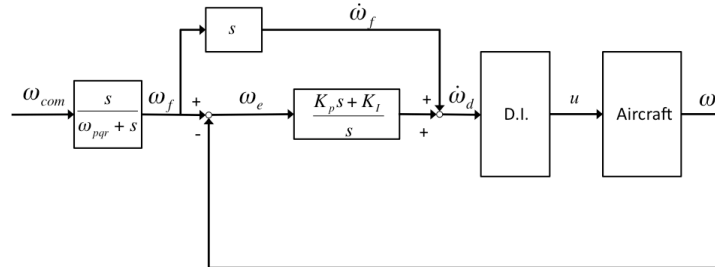 ω̇_f
s
ω_com
s
ω_pqr + s
ω_f
+
-
ω_e
K_p s + K_I
s
+
+
ω̇_d
D.I.
u
Aircraft
ω